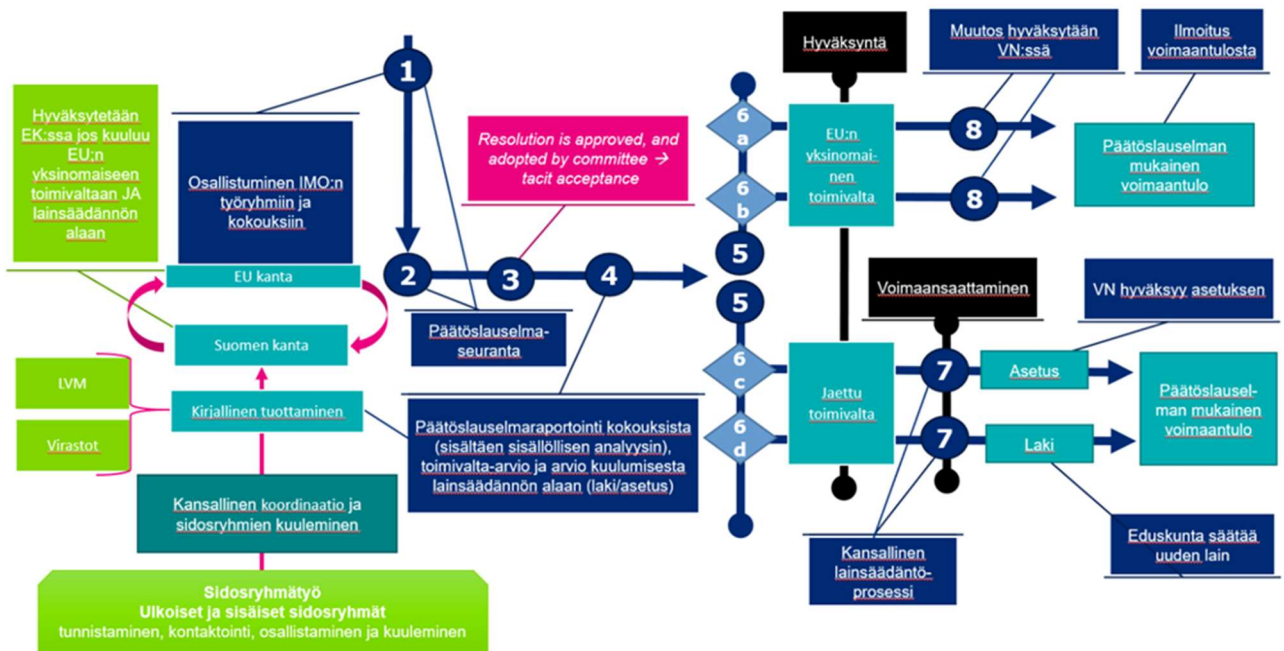 1
Hyväksyntä
Muutos hyväksytään
VN:ssä
Ilmoitus
voimaantulosta
Hyväksytetään
EK:ssa jos kuuluu
EU:n
yksinomaiseen
toimivaltaan JA
lainsäädännön
alaan
Osallistuminen IMO:n
työryhmiin ja
kokouksiin
Resolution is approved, and
adopted by committee →
tacit acceptance
6
a
6
b
EU:n
yksinomai-
nen
toimivalta
8
8
Päätöslauselman
mukainen
voimaantulo
EU kanta
2
3
4
5
5
Suomen kanta
Päätöslauselma-
seuranta
Voimaansaattaminen
VN hyväksyy asetuksen
LVM
Virastot
Kirjallinen tuottaminen
Päätöslauselmaraportointi kokouksista
(sisältäen sisällöllisen analyysin),
toimivalta-arvio ja arvio kuulumisesta
lainsäädännön alaan (laki/asetus)
6
c
6
d
Jaettu
toimivalta
7
7
Asetus
Laki
Päätöslausel-
man mukainen
voimaantulo
Kansallinen koordinaatio ja
sidosryhmien kuuleminen
Kansallinen
lainsäädäntö-
prosessi
Eduskunta säätää
uuden lain
Sidosryhmätyö
Ulkoiset ja sisäiset sidosryhmät
tunnistaminen, kontaktointi, osallistaminen ja kuuleminen